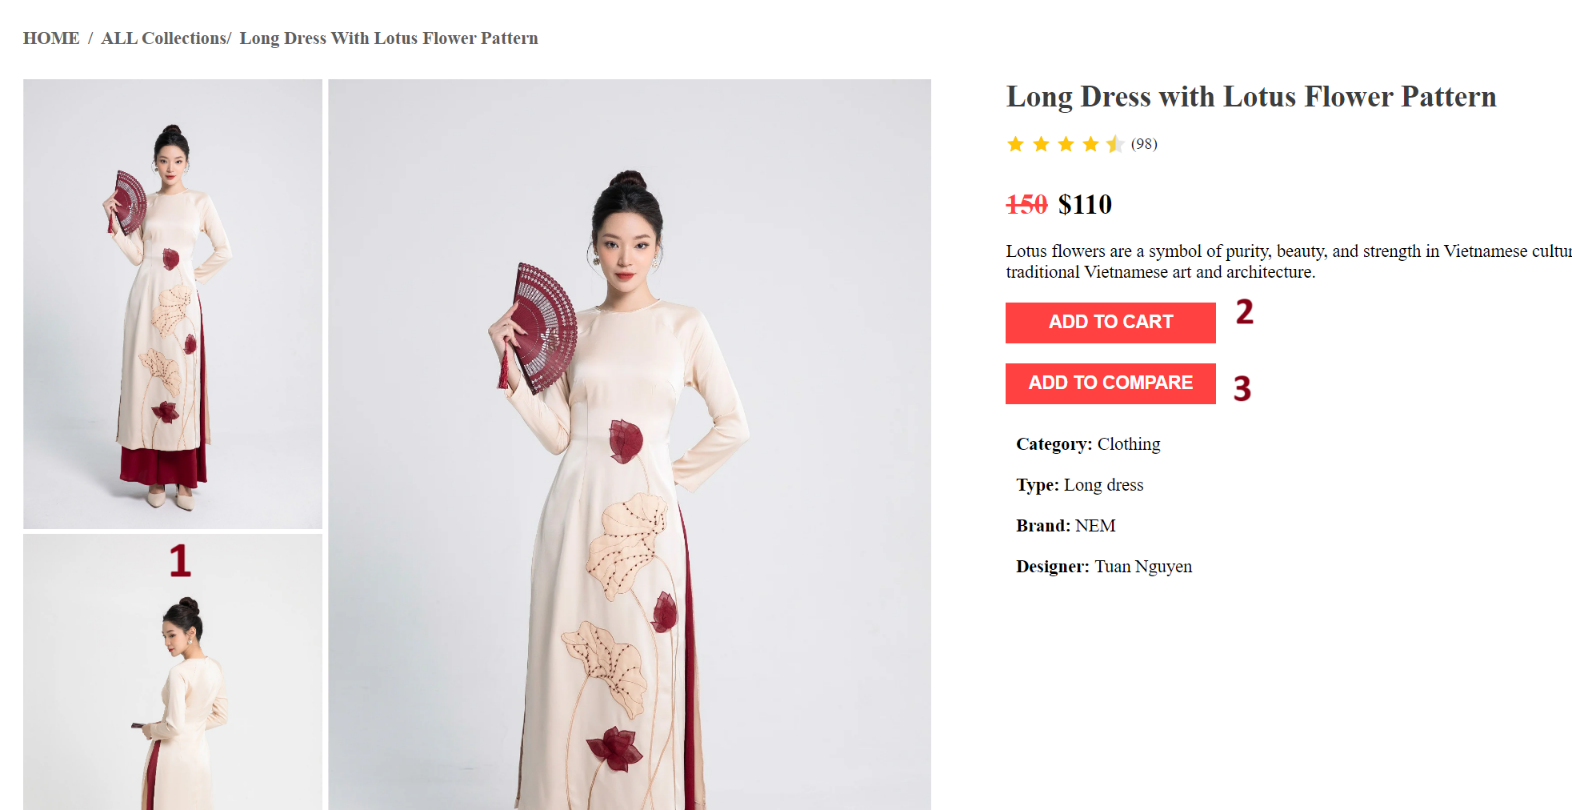 HOME / ALL Collections/ Long Dress With Lotus Flower Pattern
Long Dress with Lotus Flower Pattern
(98)
150 $110
Lotus flowers are a symbol of purity, beauty, and strength in Vietnamese
traditional Vietnamese art and architecture.
ADD TO CART 2
ADD TO COMPARE 3
Category: Clothing
Type: Long dress
Brand: NEM
Designer: Tuan Nguyen
1